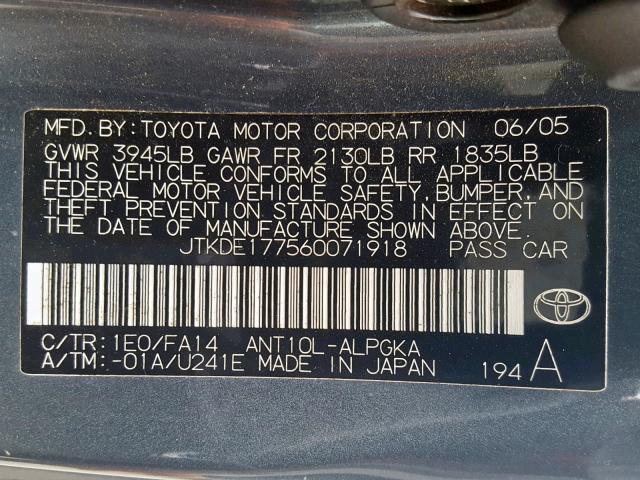 MFD.BY:TOYOTA MOTOR CORPORATION 06/05
GVWR 3945LB GAWR FR 2130LB RR 1835LB
THIS VEHICLE CONFORMS TO ALL APPLICABLE
FEDERAL MOTOR VEHICLE SAFETY,BUMPER,AND
THEFT PREVENTION STANDARDS IN EFFECT ON
THE DATE OF MANUFACTURE SHOWN ABOVE.
JTKDE177560071918 PASS CAR
C/TR:1E0/FA14 ANT10L-ALPGKA
A/TM:-01A/U241E MADE IN JAPAN 194 A